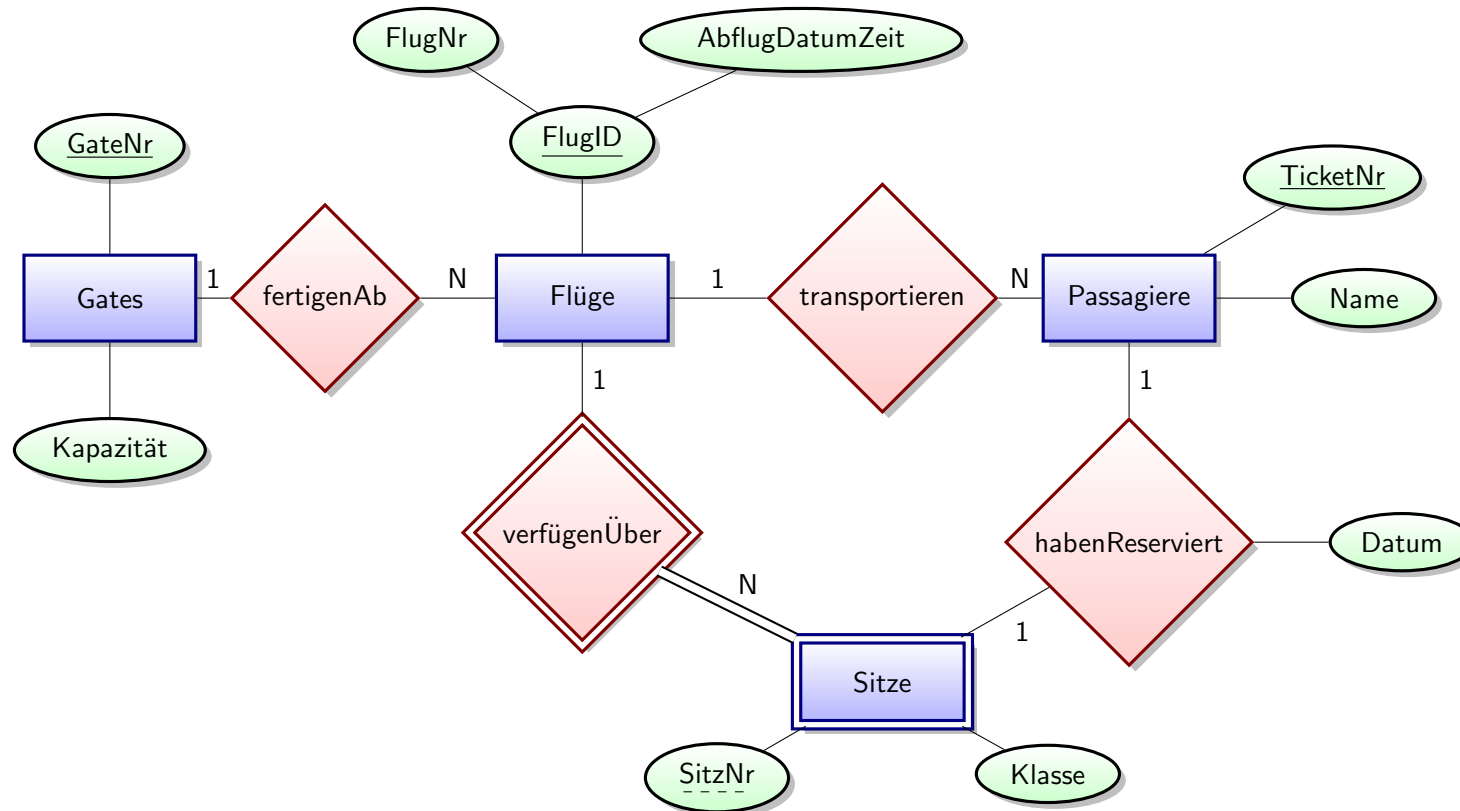 FlugNr
AbflugDatumZeit
FlugID
GateNr
TicketNr
Gates
1
fertigenAb
N
Flüge
1
transportieren
N
Passagiere
Name
1
1
Kapazität
verfügenÜber
habenReserviert
Datum
N
1
Sitze
SitzNr
Klasse